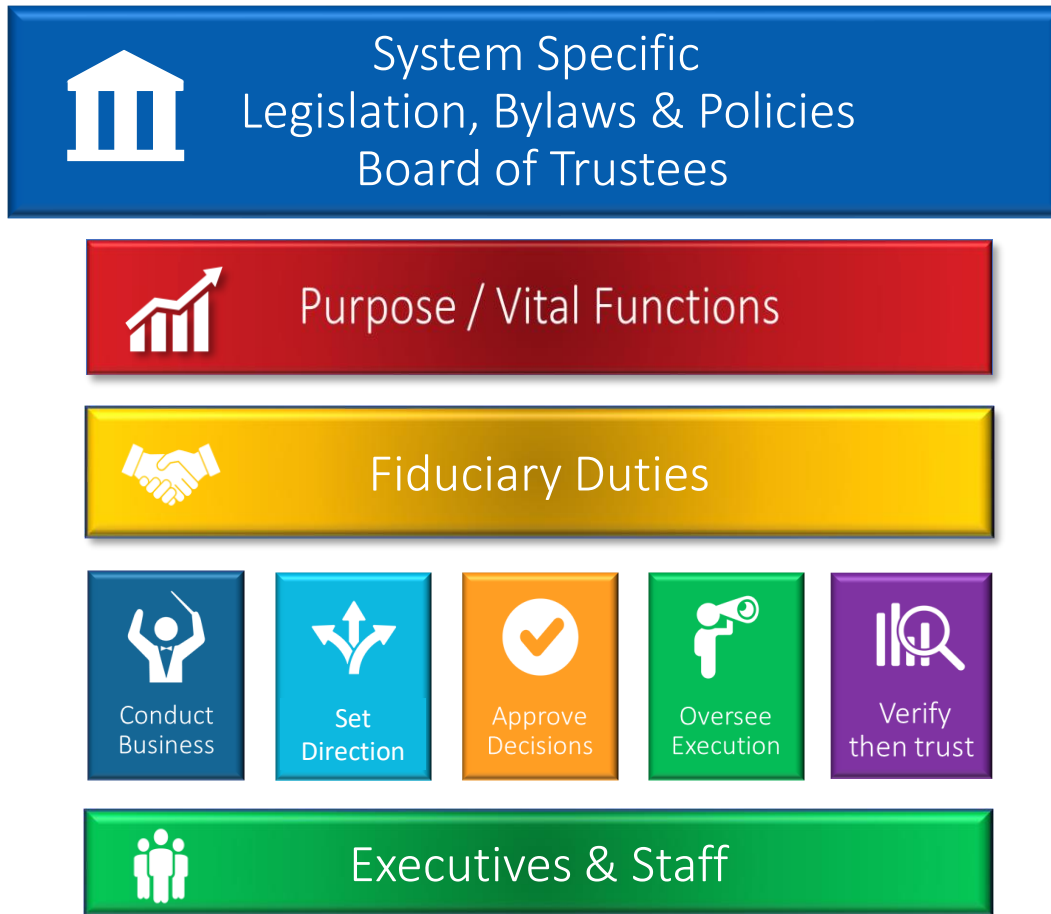 System Specific
Legislation, Bylaws & Policies
Board of Trustees
Purpose / Vital Functions
Fiduciary Duties
Conduct
Business
Set
Direction
Approve
Decisions
Oversee
Execution
Verify
then trust
Executives & Staff